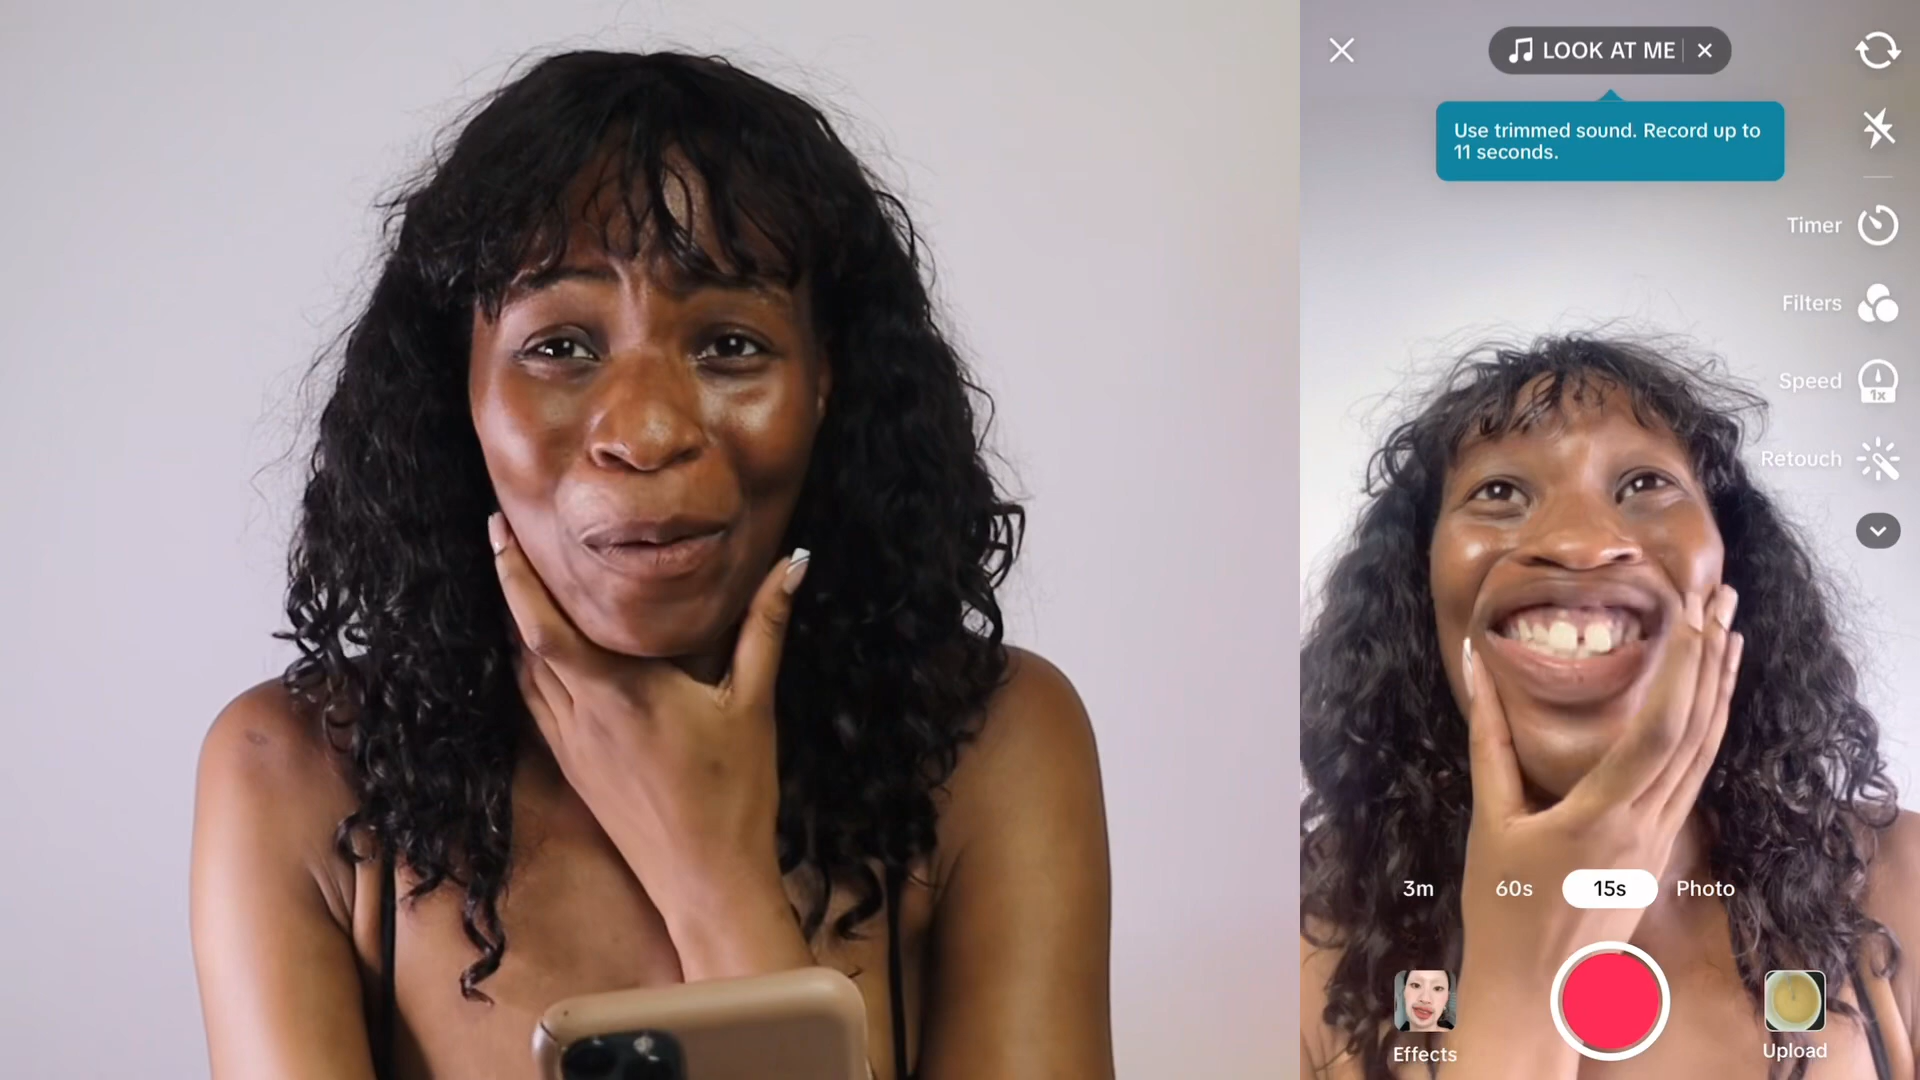 LOOK AT ME
Use trimmed sound. Record up to
11 seconds.
Timer
Filters
Speed
1x
Retouch
3m
60s
15s
Photo
Effects
Upload